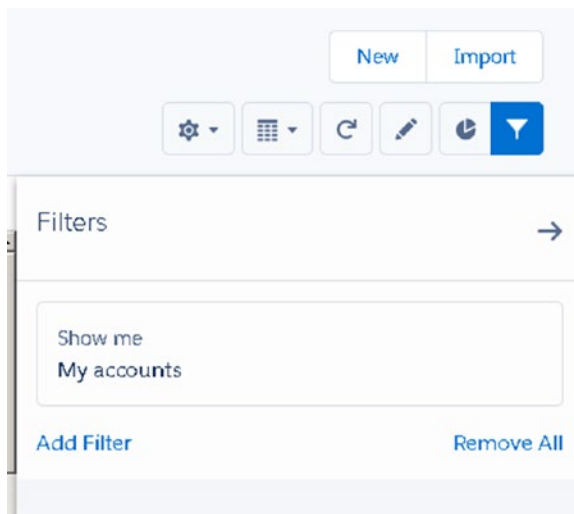 New Import
Filters
Show me
My accounts
Add Filter Remove All